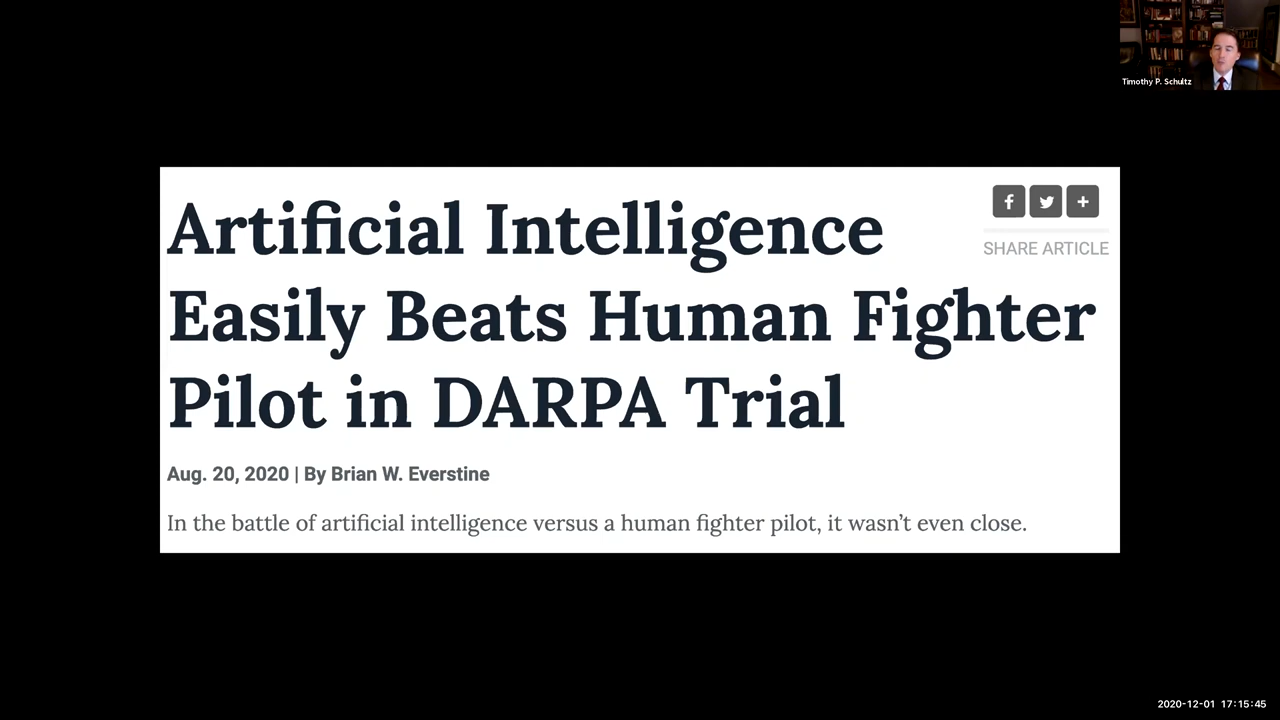 Timothy P. Schultz
Artificial Intelligence
Easily Beats Human Fighter
Pilot in DARPA Trial
SHARE ARTICLE
Aug. 20, 2020 | By Brian W. Everstine
In the battle of artificial intelligence versus a human fighter pilot, it wasn’t even close.
2020-12-01 17:15:45